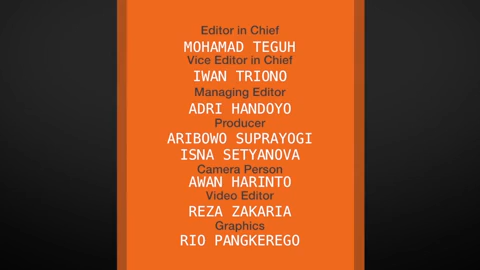 Editor in Chief
MOHAMAD TEGUH
Vice Editor in Chief
IWAN TRIONO
Managing Editor
ADRI HANDOYO
Producer
ARIBOWO SUPRAYOGI
ISNA SETYANOVA
Camera Person
AWAN HARINTO
Video Editor
REZA ZAKARIA
Graphics
RIO PANGKEREGO